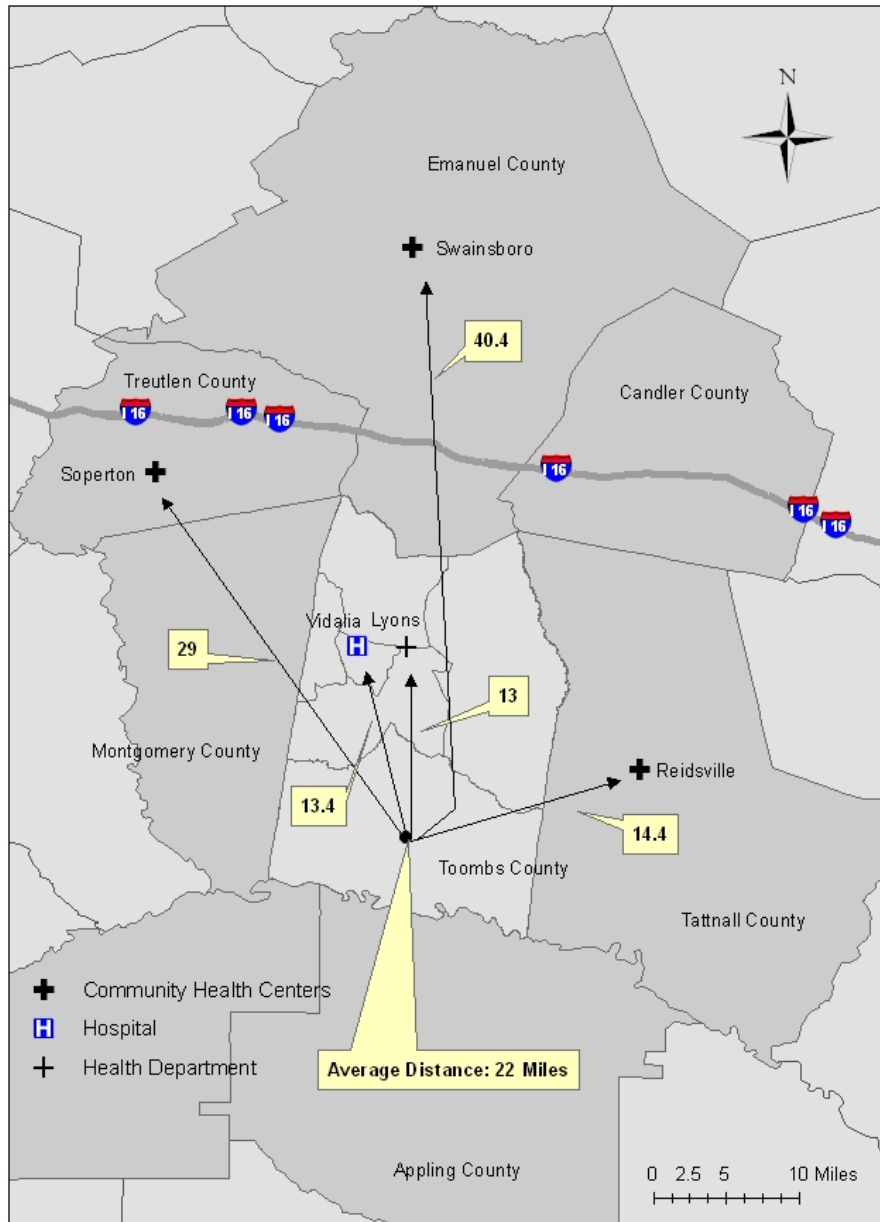 N
Emanuel County
Swainsboro
40.4
Treutlen County
Candler County
I 16
I 16
I 16
I 16
I 16
I 16
Soperton
Vidalia
Lyons
H
29
13
Montgomery County
13.4
Reidsville
14.4
Toombs County
Tattnall County
Community Health Centers
H Hospital
Health Department
Average Distance: 22 Miles
Appling County
0 2.5 5 10 Miles